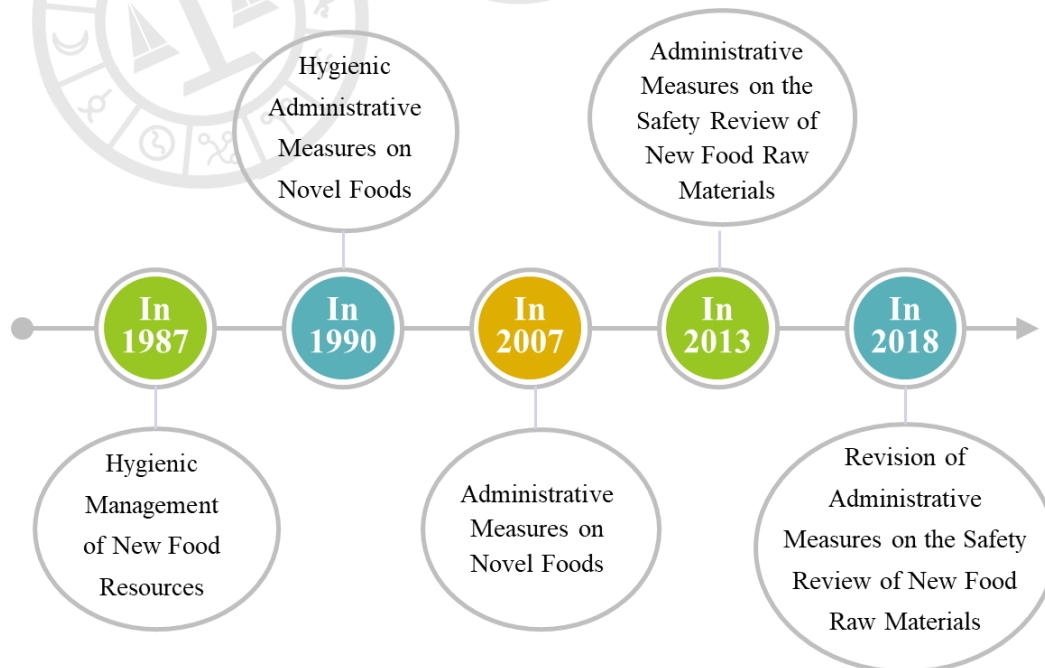 Hygienic
Administrative
Measures on
Novel Foods
Administrative
Measures on the
Safety Review of
New Food Raw
Materials
In
1987
In
1990
In
2007
In
2013
In
2018
Hygienic
Management
of New Food
Resources
Administrative
Measures on
Novel Foods
Revision of
Administrative
Measures on the Safety
Review of New Food
Raw Materials